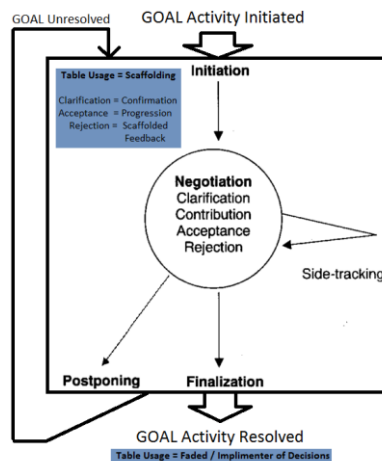 GOAL Unresolved
GOAL Activity Initiated
Initiation
Table Usage = Scaffolding
Clarification = Confirmation
Acceptance = Progression
Rejection = Scaffolded
Feedback
Negotiation
Clarification
Contribution
Acceptance
Rejection
Side-tracking
Postponing
Finalization
GOAL Activity Resolved
Table Usage = Faded / Implimenter of Decisions